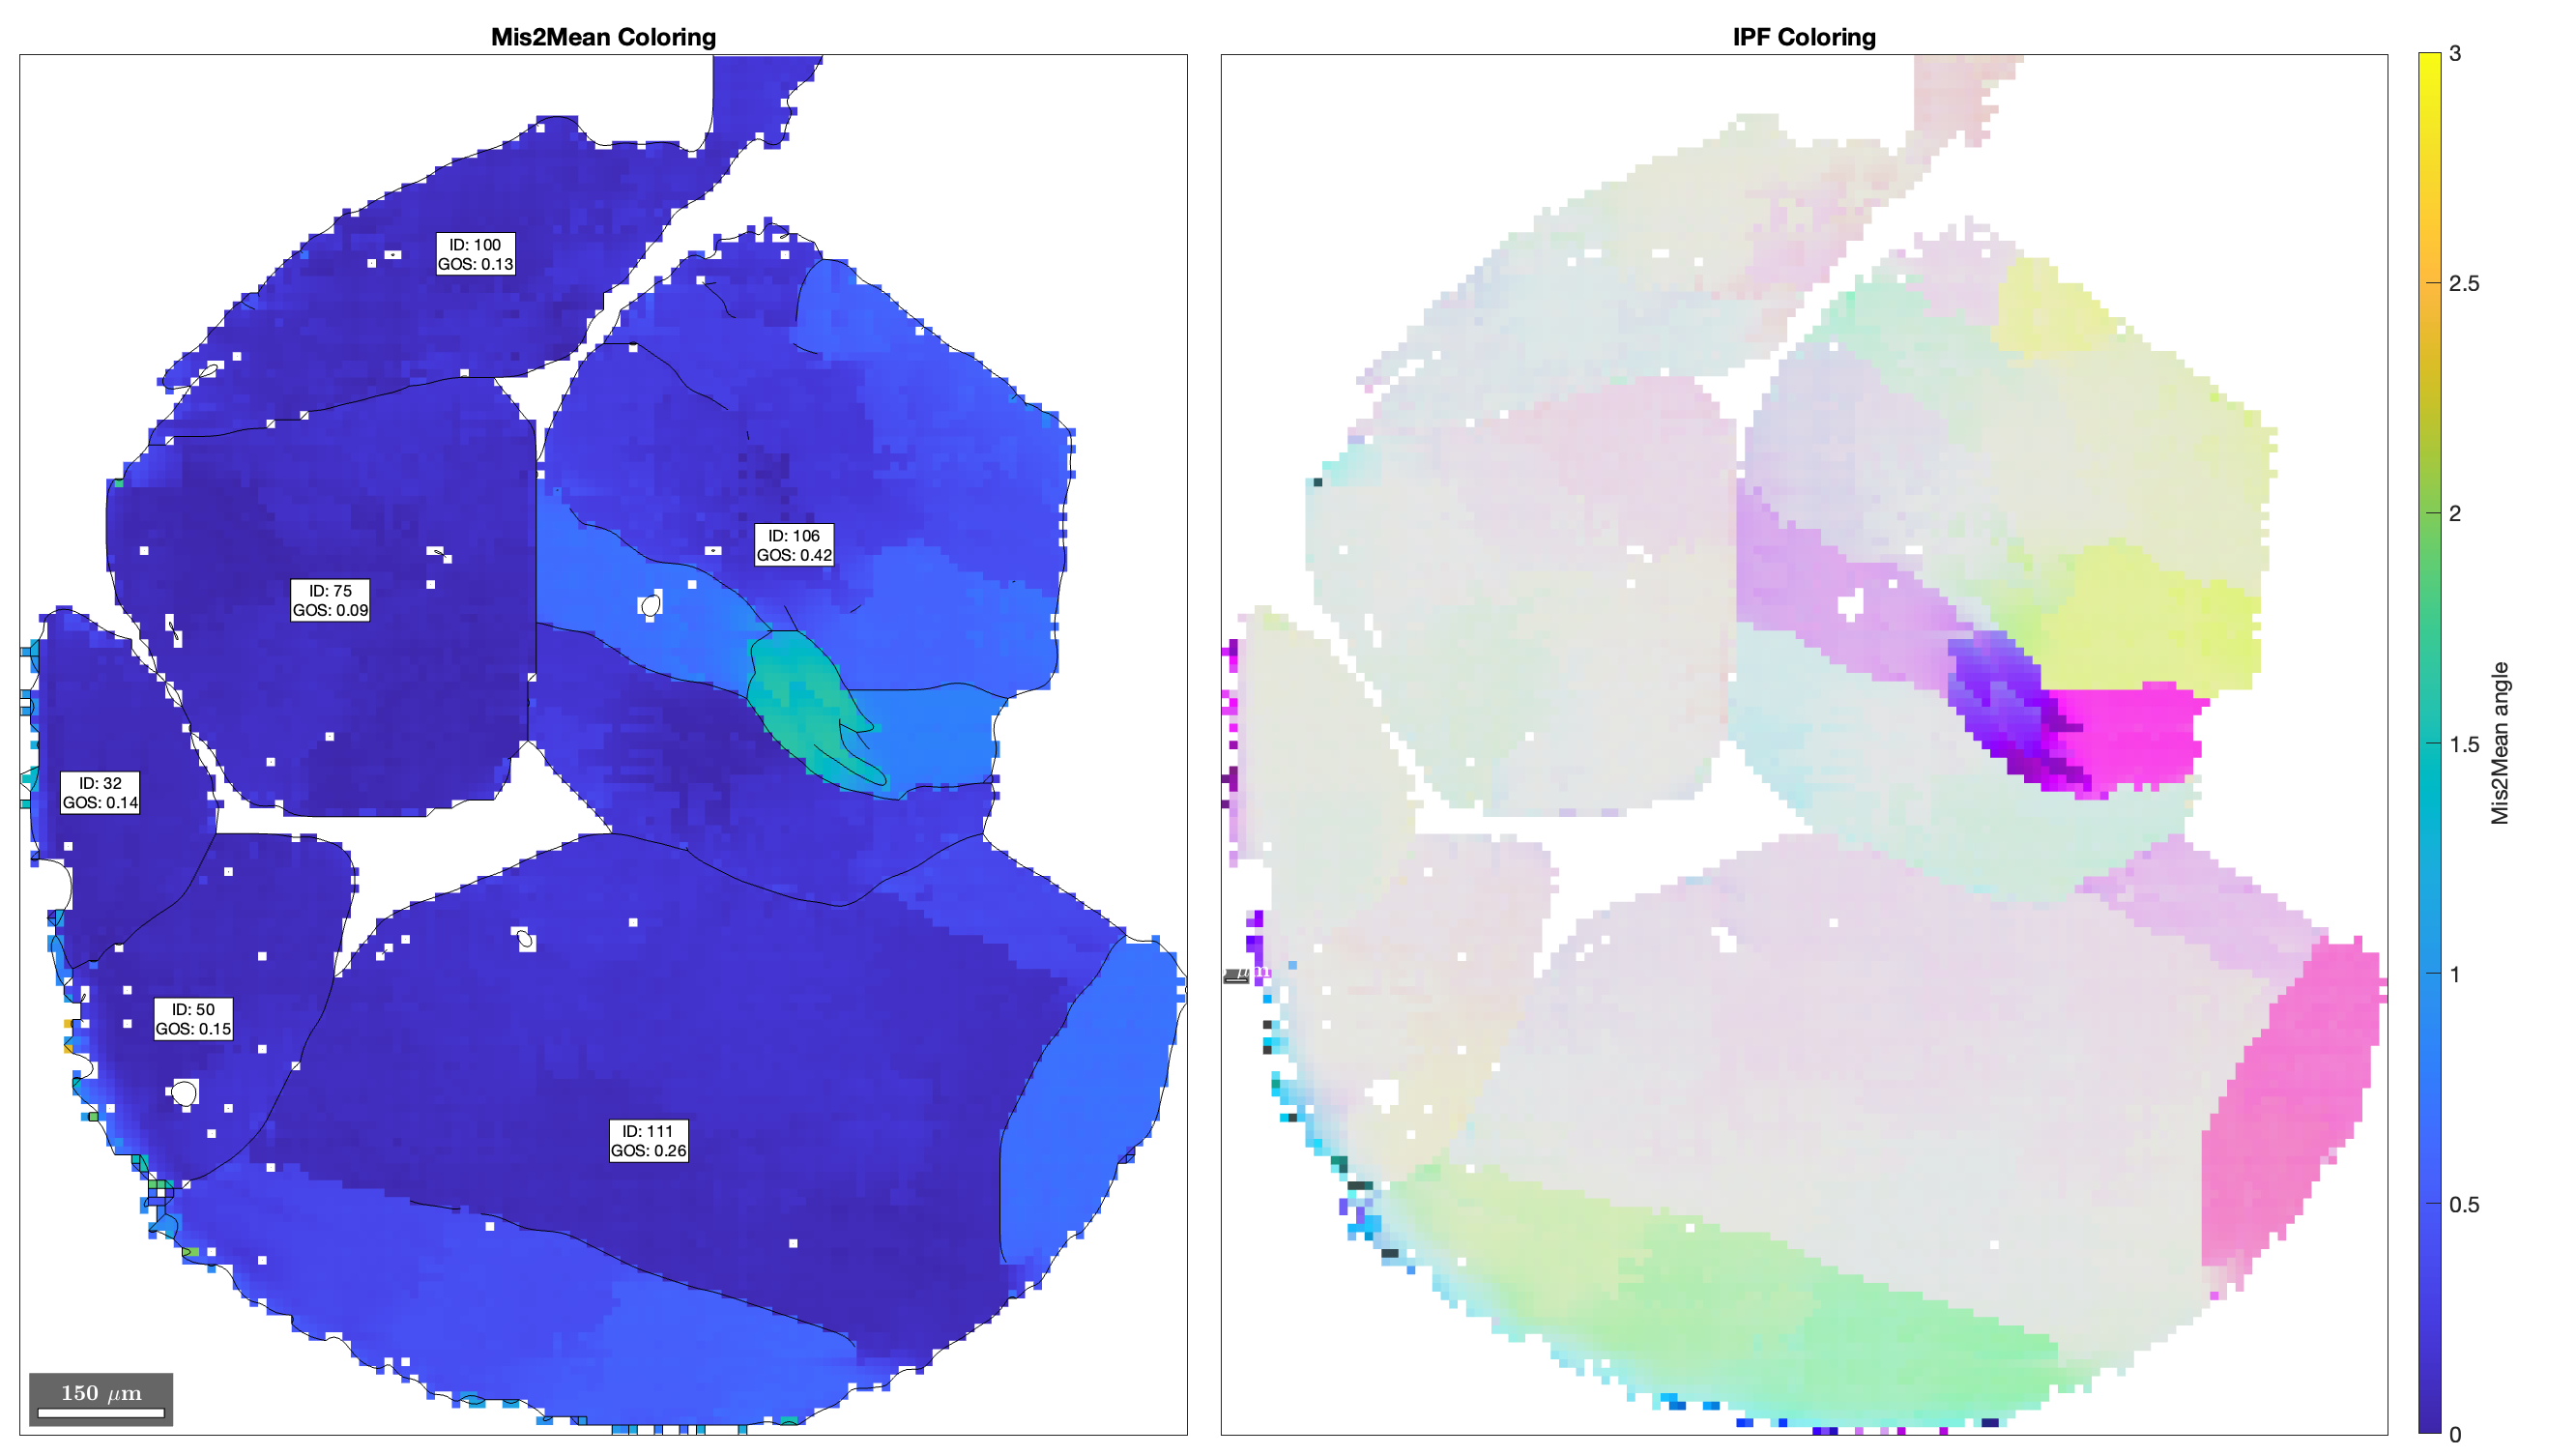 Mis2Mean Coloring
IPF Coloring
ID: 100
GOS: 0.13
ID: 106
GOS: 0.42
ID: 75
GOS: 0.09
ID: 32
GOS: 0.14
ID: 50
GOS: 0.15
ID: 111
GOS: 0.26
150 μm
μm
3
2.5
2
1.5
1
0.5
0
Mis2Mean angle